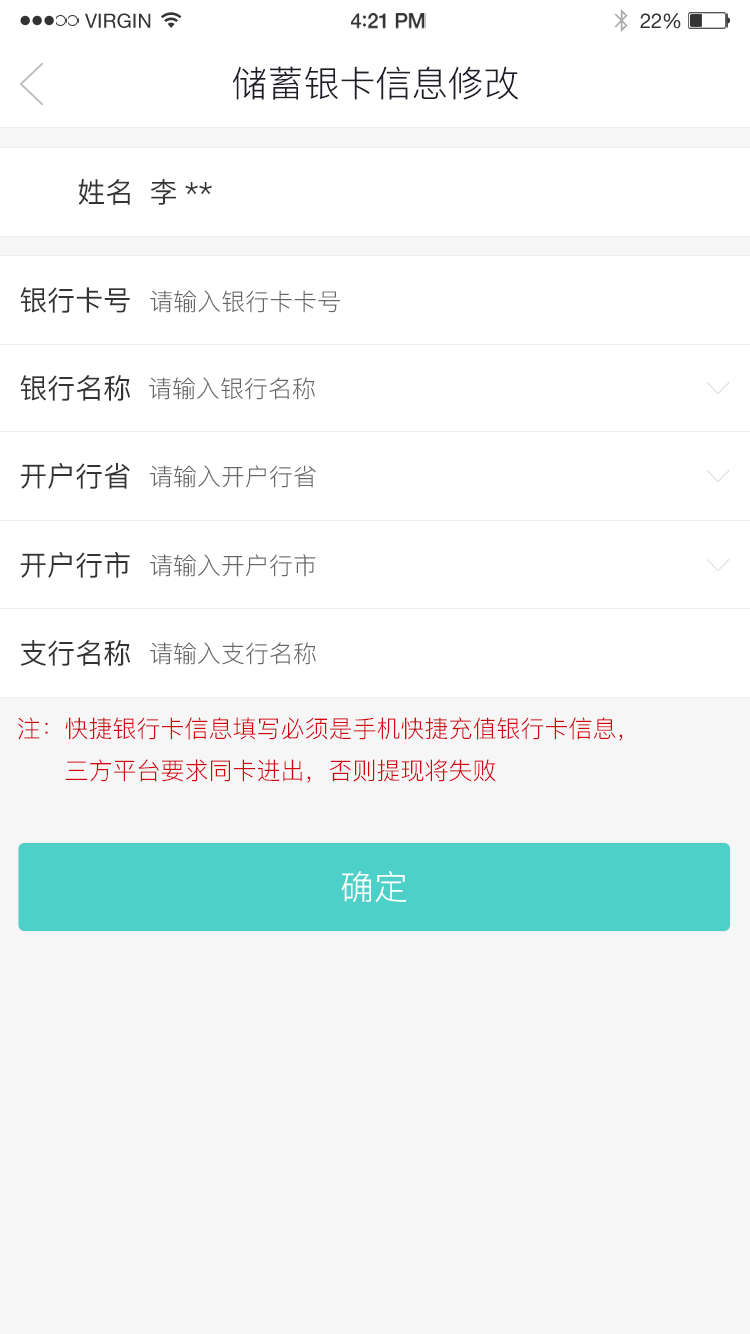 VIRGIN 4:21 PM 22%
储蓄银卡信息修改
姓名 李 **
银行卡号 请输入银行卡卡号
银行名称 请输入银行名称
开户行省 请输入开户行省
开户行市 请输入开户行市
支行名称 请输入支行名称
注：快捷银行卡信息填写必须是手机快捷充值银行卡信息，
三方平台要求同卡进出，否则提现将失败
确定